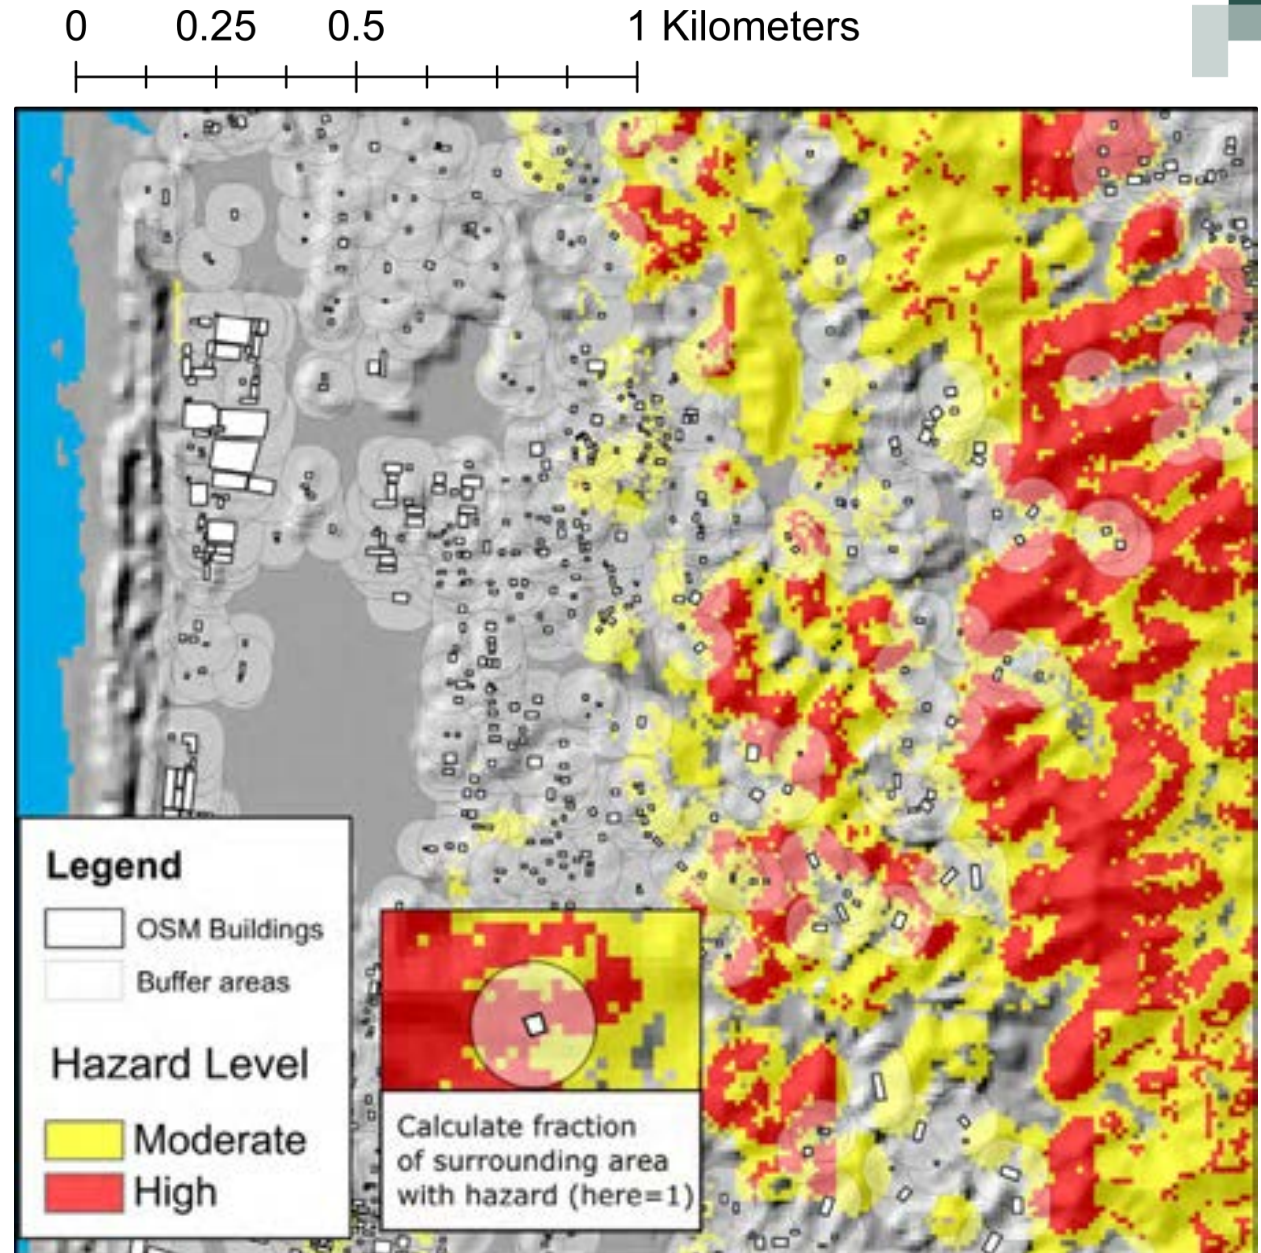 0 0.25 0.5 1 Kilometers
Legend
OSM Buildings
Buffer areas
Hazard Level
Moderate
High
Calculate fraction
of surrounding area
with hazard (here=1)